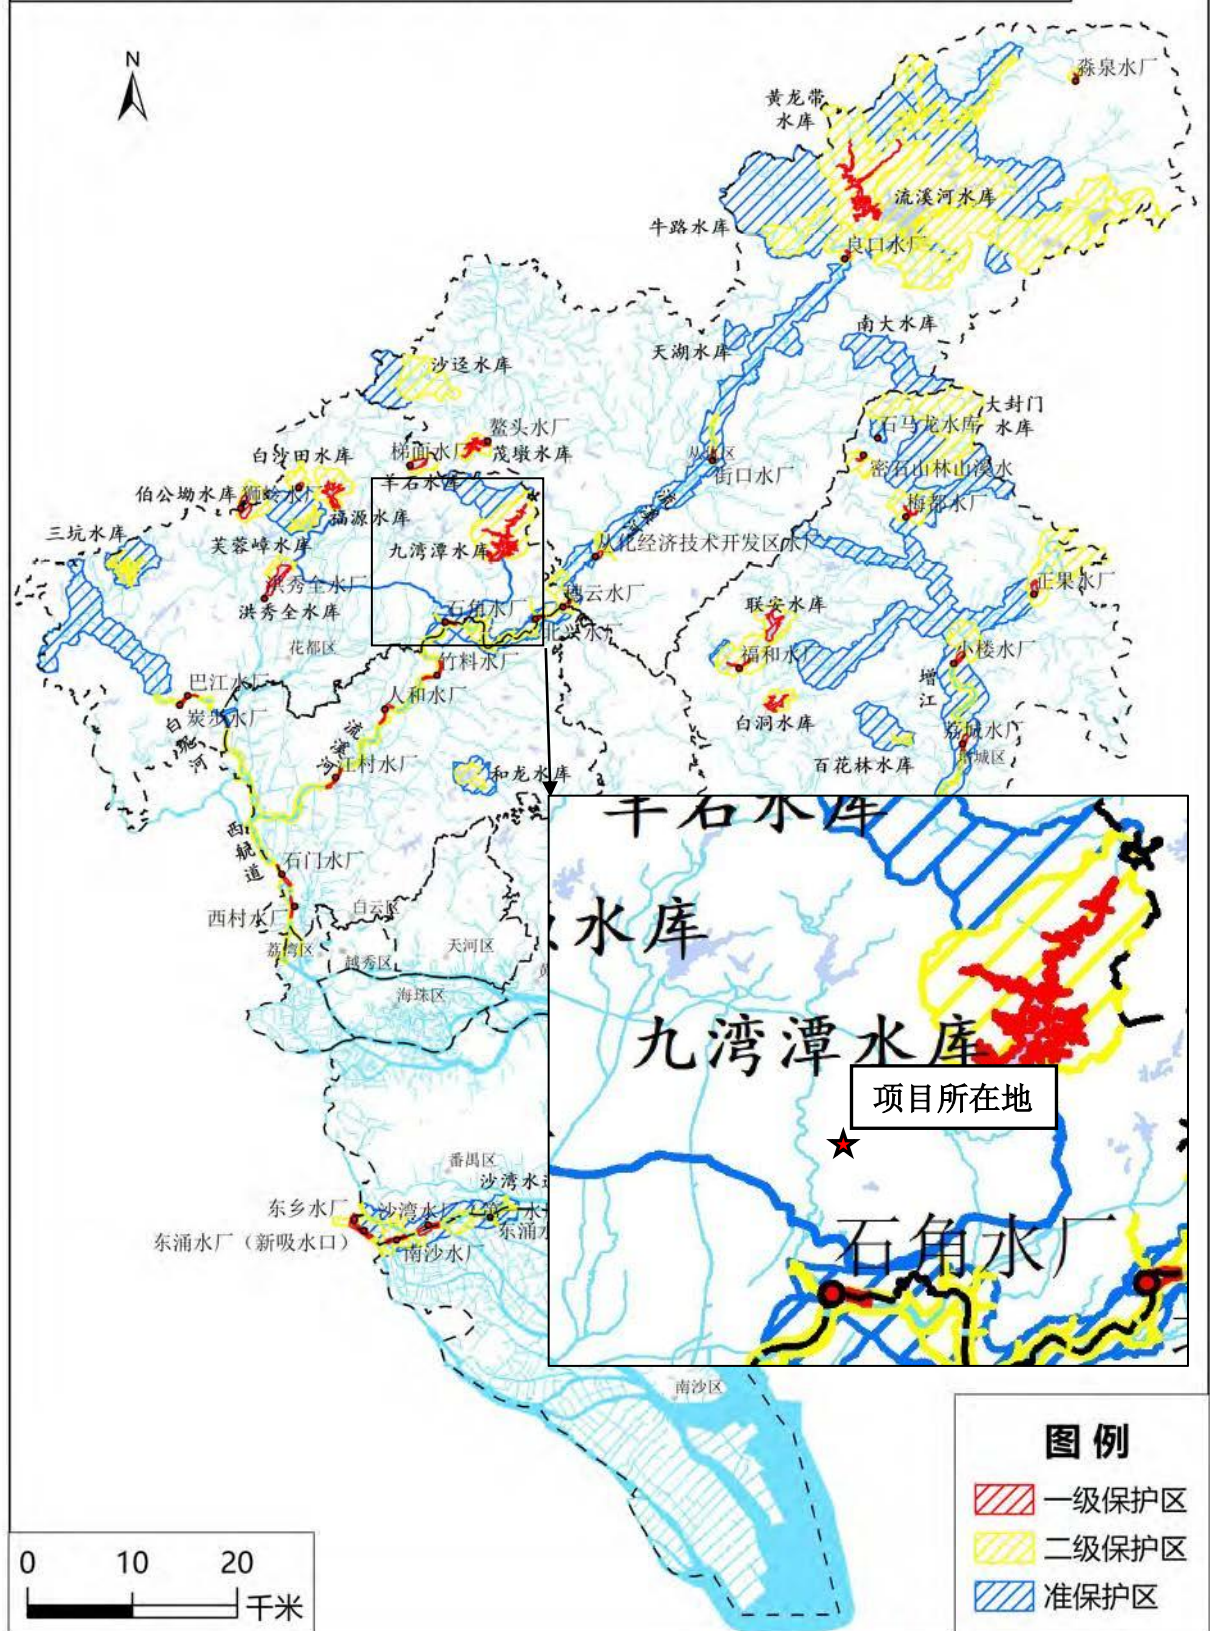 N
淼泉水厂
黄龙带
水库
流溪河水库
牛路水库
良口水厂
南大水库
天湖水库
沙迳水库
大封门
水库
石马龙水库
鳌头水厂
茂墩水库
梯面水厂
白沙田水库
街口水厂
密石山林山溪水
羊石水库
伯公坳水库
狮岭水厂
梅都水厂
福源水库
三坑水库
芙蓉嶂水库
九湾潭水库
从化经济技术开发区水厂
洪秀全水厂
正果水厂
洪秀全水库
穗云水厂
联安水库
石角水厂
北兴水厂
花都区
竹料水厂
福和水厂
小楼水厂
增江
巴江水厂
人和水厂
炭步水厂
白坭河
流溪河
白洞水库
荔城水厂
增城区
百花林水库
江村水厂
和龙水库
西航道
石门水厂
西村水厂
白云区
荔湾区
越秀区
天河区
海珠区
羊石水库
水库
九湾潭水库
项目所在地
石角水厂
番禺区
沙湾水
东乡水厂
沙湾水厂
东涌水厂（新吸水口）
南沙水厂
东涌
南沙区
图例
一级保护区
二级保护区
准保护区
0 10 20
千米